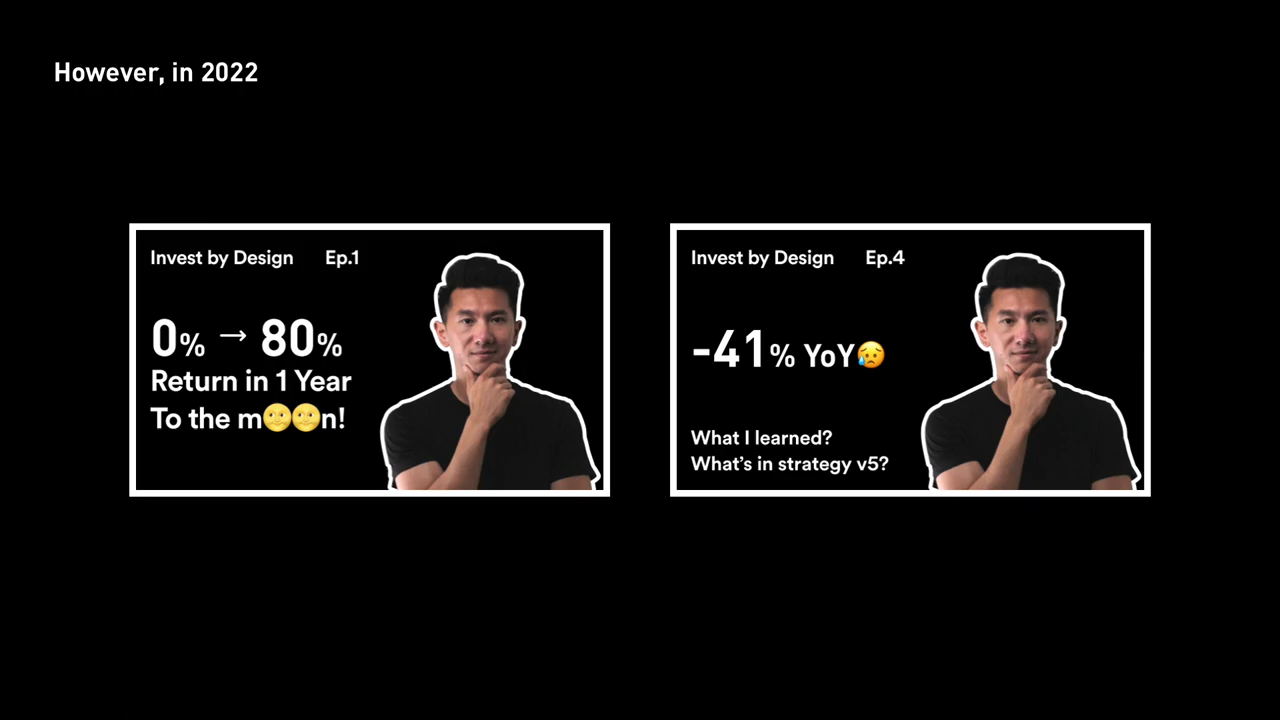 However, in 2022
Invest by Design Ep.1
0% → 80%
Return in 1 Year
To the m🌝🌝n!
Invest by Design Ep.4
-41% YoY😥
What I learned?
What's in strategy v5?